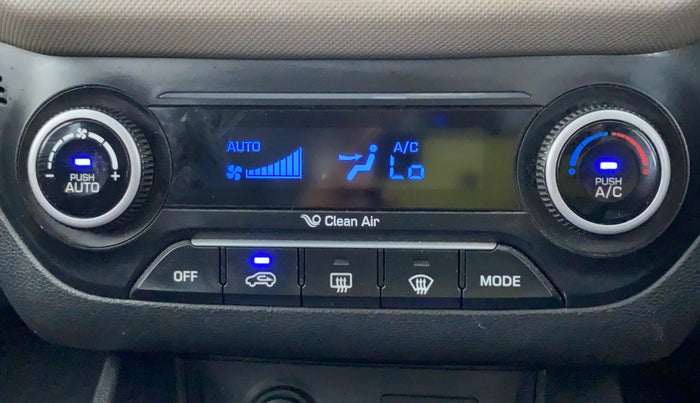 AUTO
A/C
Lo
PUSH
AUTO
- +
PUSH
A/C
Clean Air
OFF
MODE